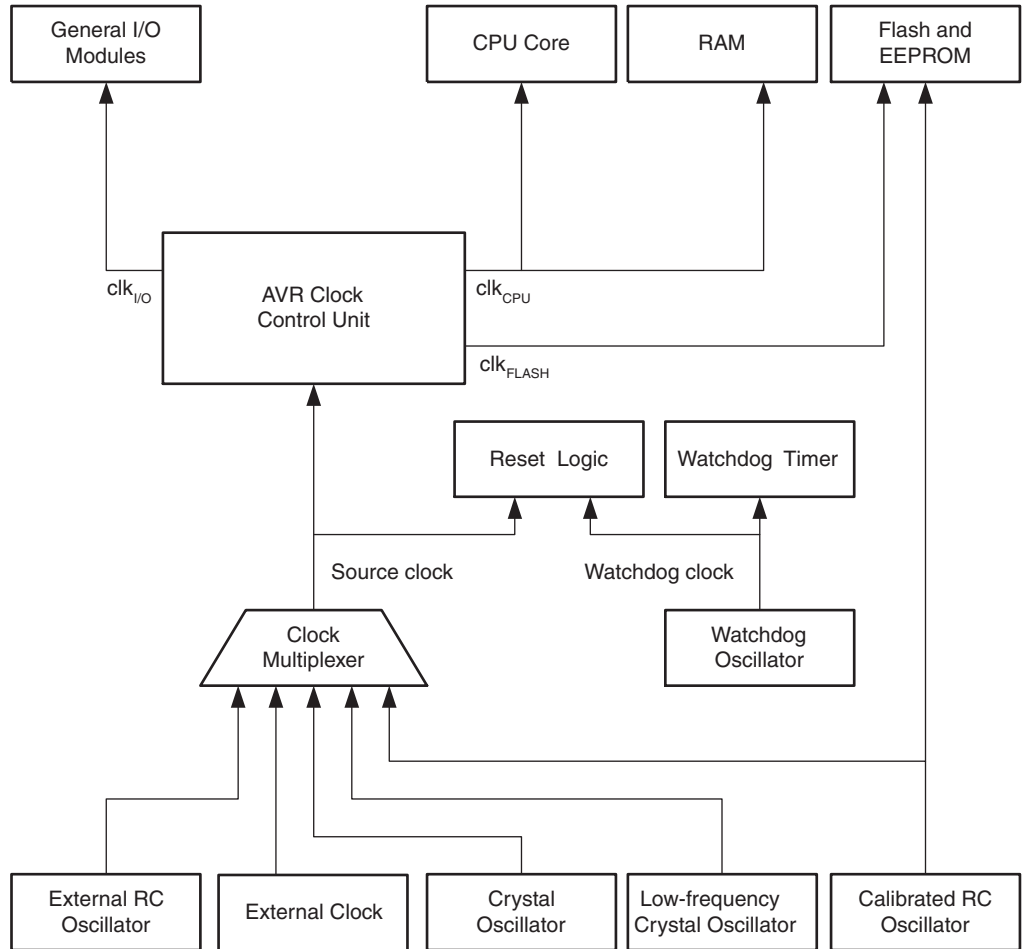 General I/O
Modules
CPU Core
RAM
Flash and
EEPROM
clkI/O
AVR Clock
Control Unit
clkCPU
clkFLASH
Reset Logic
Watchdog Timer
Source clock
Watchdog clock
Clock
Multiplexer
Watchdog
Oscillator
External RC
Oscillator
External Clock
Crystal
Oscillator
Low-frequency
Crystal Oscillator
Calibrated RC
Oscillator